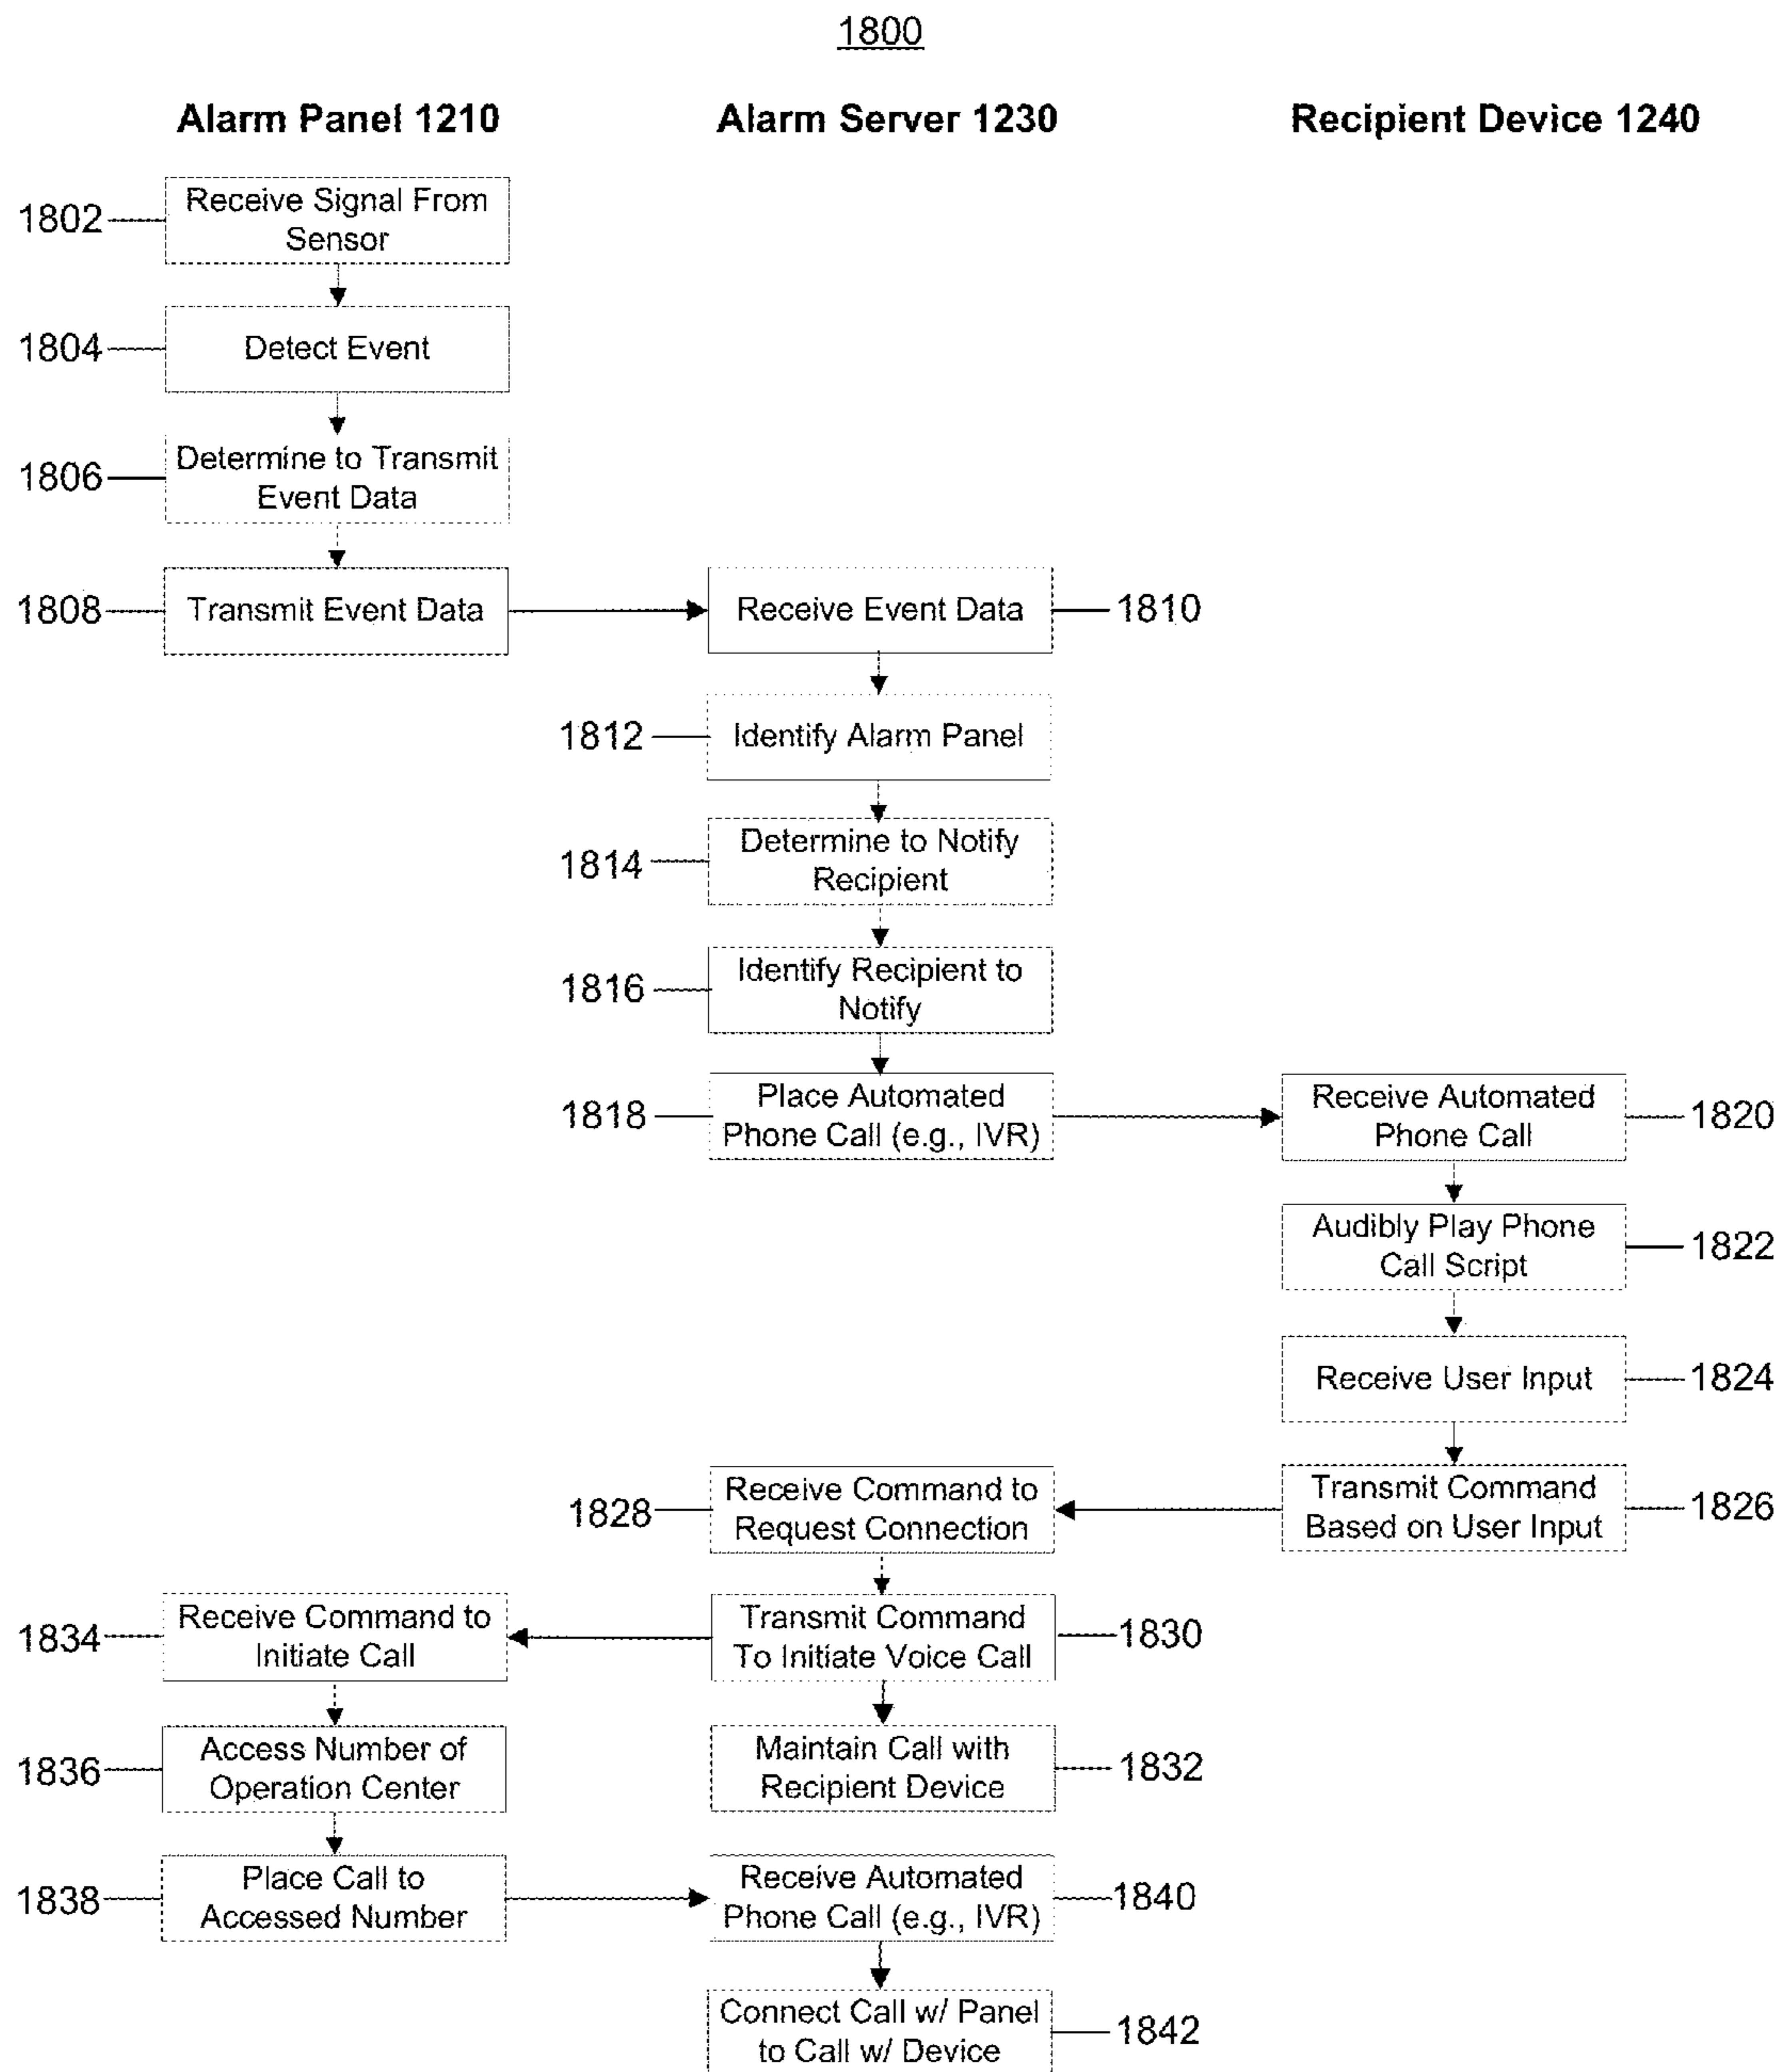 1800
Alarm Panel 1210
Alarm Server 1230
Recipient Device 1240
1802
Receive Signal From
Sensor
1804
Detect Event
1806
Determine to Transmit
Event Data
1808
Transmit Event Data
Receive Event Data
1810
1812
Identify Alarm Panel
1814
Determine to Notify
Recipient
1816
Identify Recipient to
Notify
1818
Place Automated
Phone Call (e.g., IVR)
Receive Automated
Phone Call
1820
Audibly Play Phone
Call Script
1822
Receive User Input
1824
Transmit Command
Based on User Input
1826
1828
Receive Command to
Request Connection
Transmit Command
To Initiate Voice Call
1830
1834
Receive Command to
Initiate Call
Maintain Call with
Recipient Device
1832
1836
Access Number of
Operation Center
1838
Place Call to
Accessed Number
Receive Automated
Phone Call (e.g., IVR)
1840
Connect Call w/ Panel
to Call w/ Device
1842